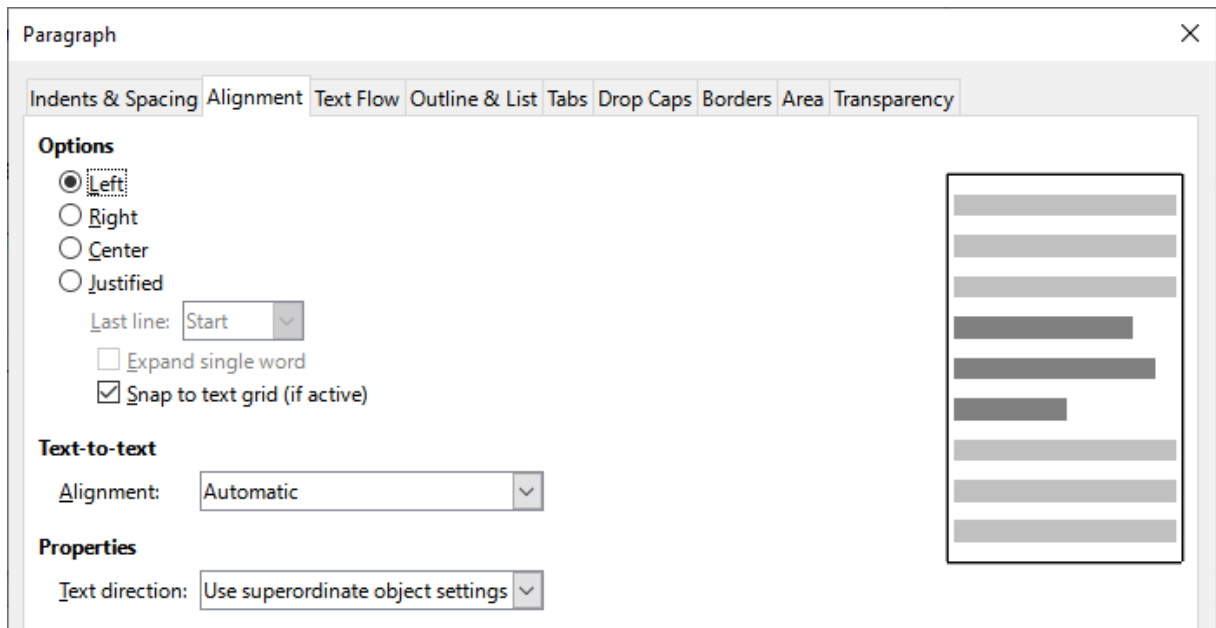 Paragraph
Indents & Spacing Alignment Text Flow Outline & List Tabs Drop Caps Borders Area Transparency
Options
Left
Right
Center
Justified
Last line: Start
Expand single word
Snap to text grid (if active)
Text-to-text
Alignment: Automatic
Properties
Text direction: Use superordinate object settings